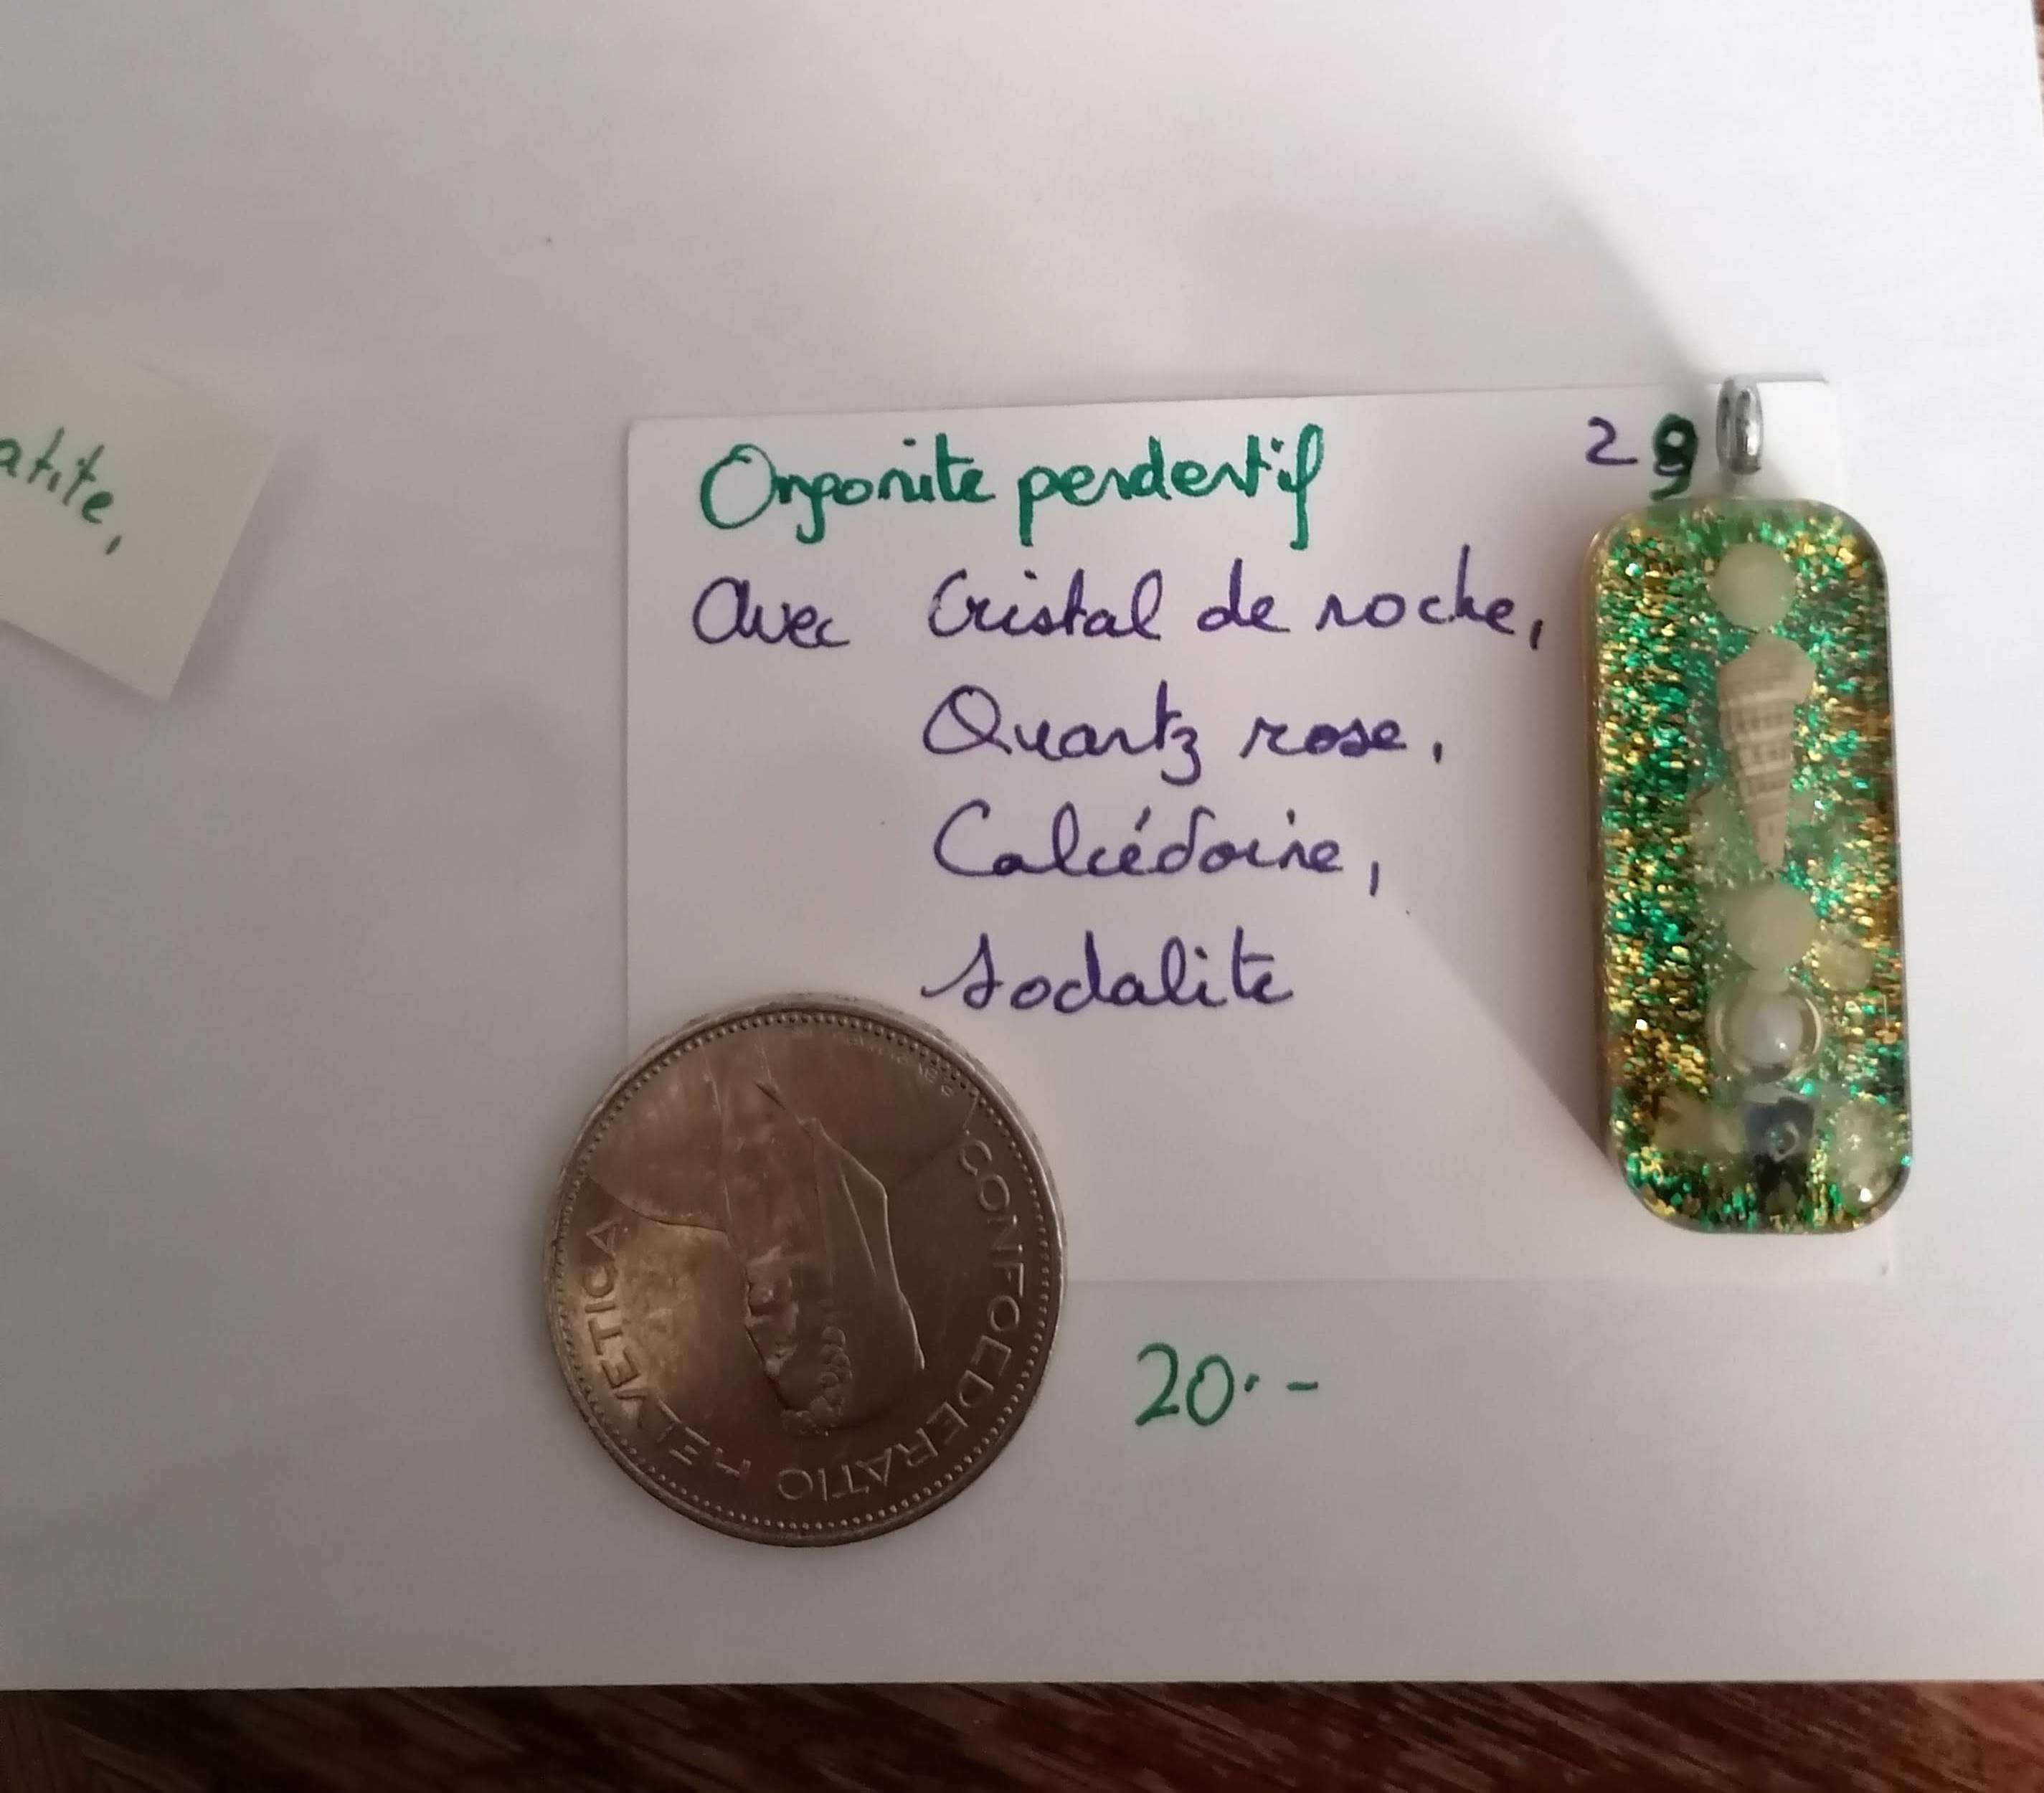 atite,
Orgonite pendentif
2g
avec Cristal de roche,
Quartz rose,
Calcédoine,
Sodalite
CONFOEDERATIO HELVETICA
20.-